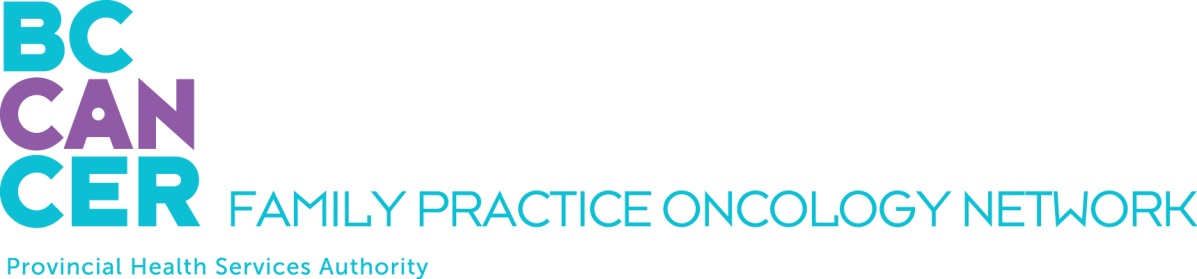 BC
CAN
CER FAMILY PRACTICE ONCOLOGY NETWORK
Provincial Health Services Authority